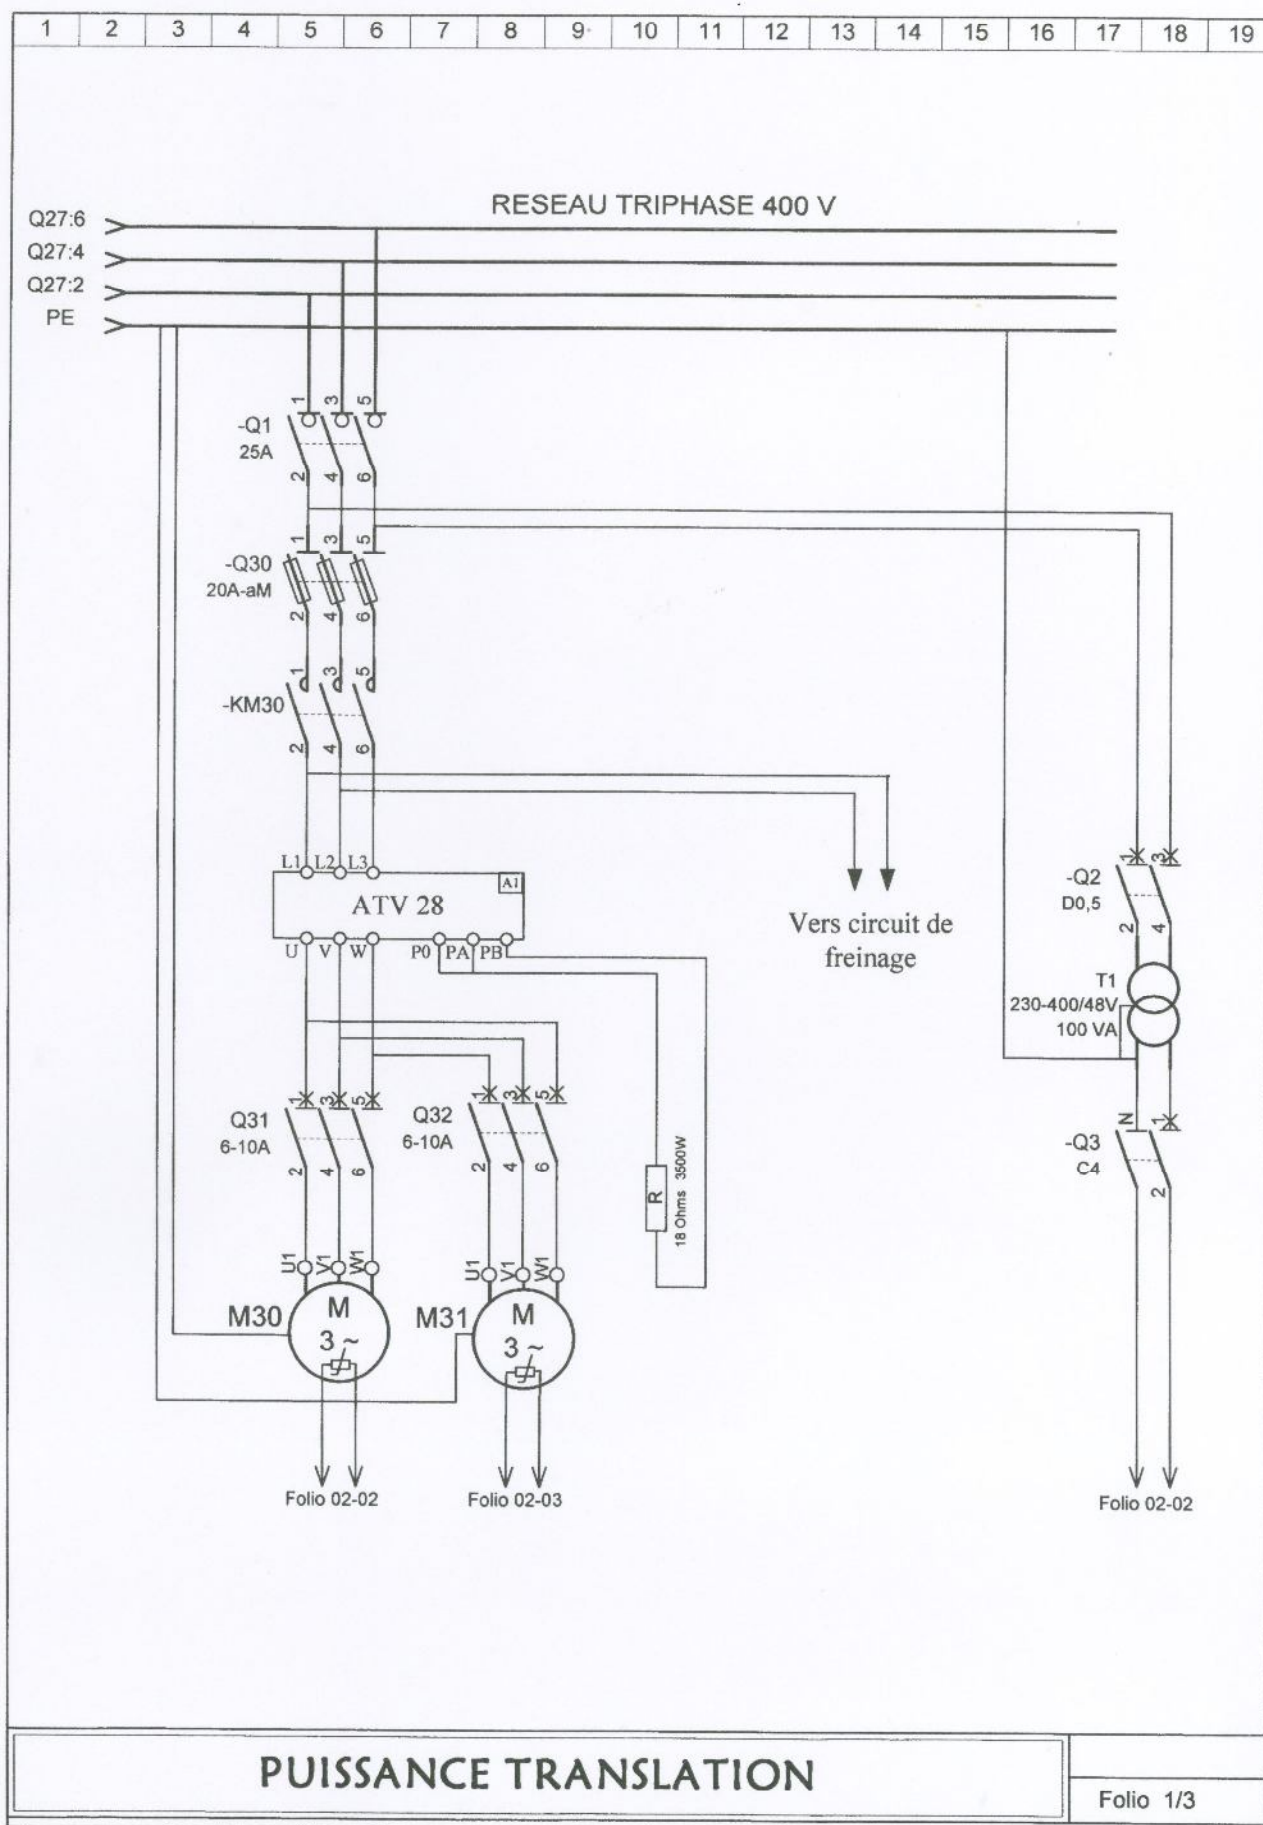 1 2 3 4 5 6 7 8 9 10 11 12 13 14 15 16 17 18 19
RESEAU TRIPHASE 400 V
Q27:6
Q27:4
Q27:2
PE
1 3 5
-Q1
25A
2 4 6
1 3 5
-Q30
20A-aM
2 4 6
1 3 5
-KM30
2 4 6
L1 L2 L3
A1
ATV 28
U V W P0 PA PB
Vers circuit de
freinage
1 3
-Q2
D0,5
2 4
T1
230-400/48V
100 VA
1 3 5
Q31
6-10A
2 4 6
1 3 5
Q32
6-10A
2 4 6
R
18 Ohms 3500W
N 1
-Q3
C4
2
U1 V1 W1
M30
M
3 ~
U1 V1 W1
M31
M
3 ~
Folio 02-02
Folio 02-03
Folio 02-02
PUISSANCE TRANSLATION
Folio 1/3